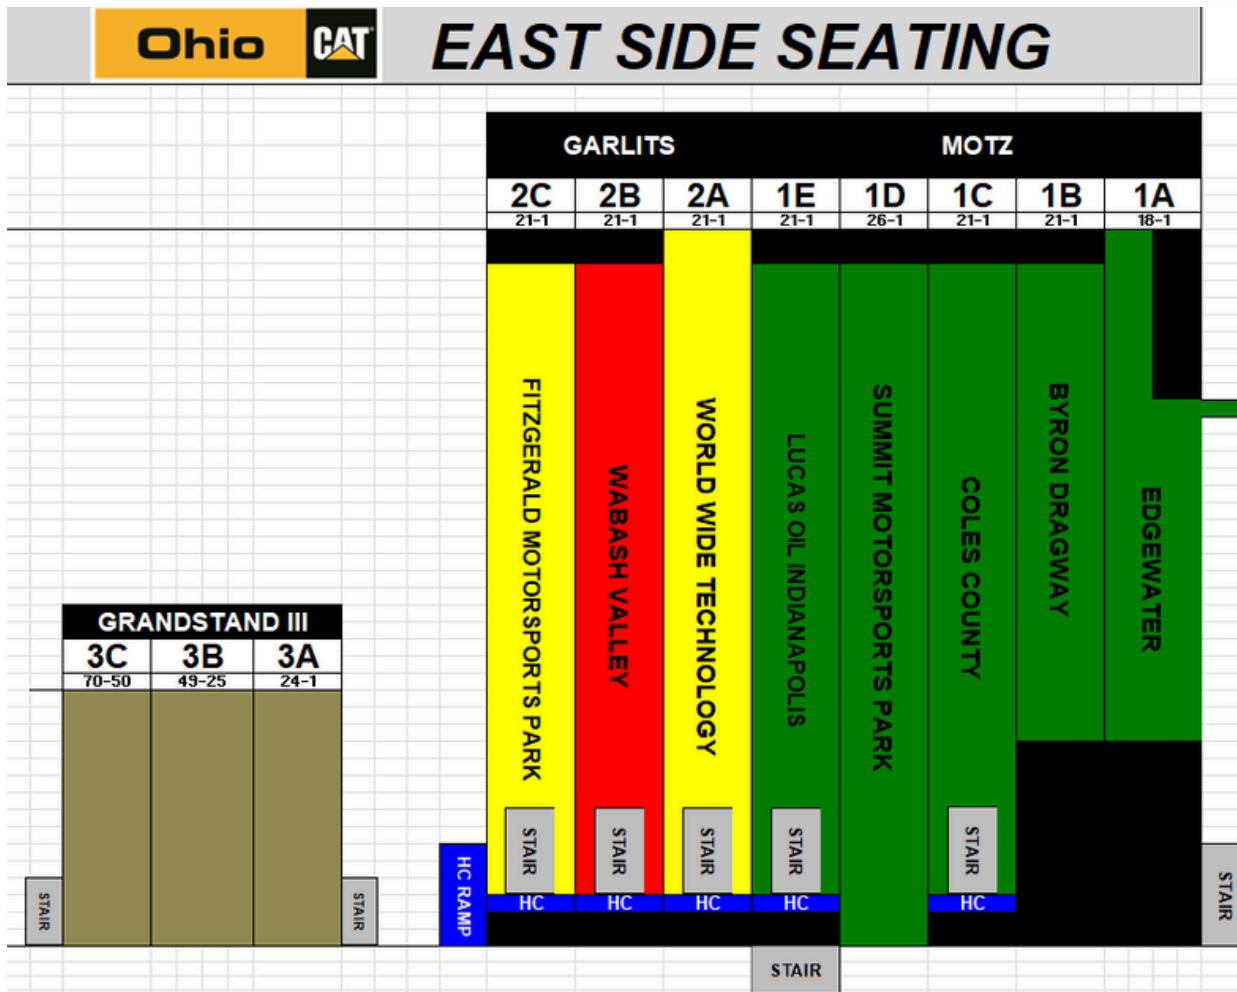 Ohio CAT EAST SIDE SEATING
GARLITS MOTZ
2C 2B 2A 1E 1D 1C 1B 1A
21-1 21-1 21-1 21-1 26-1 21-1 21-1 18-1
FITZGERALD MOTORSPORTS PARK
WABASH VALLEY
WORLD WIDE TECHNOLOGY
LUCAS OIL INDIANAPOLIS
SUMMIT MOTORSPORTS PARK
COLES COUNTY
BYRON DRAGWAY
EDGEWATER
GRANDSTAND III
3C 3B 3A
70-50 49-25 24-1
STAIR
STAIR
HC RAMP
STAIR
STAIR
STAIR
STAIR
STAIR
STAIR
HC HC HC HC HC
STAIR